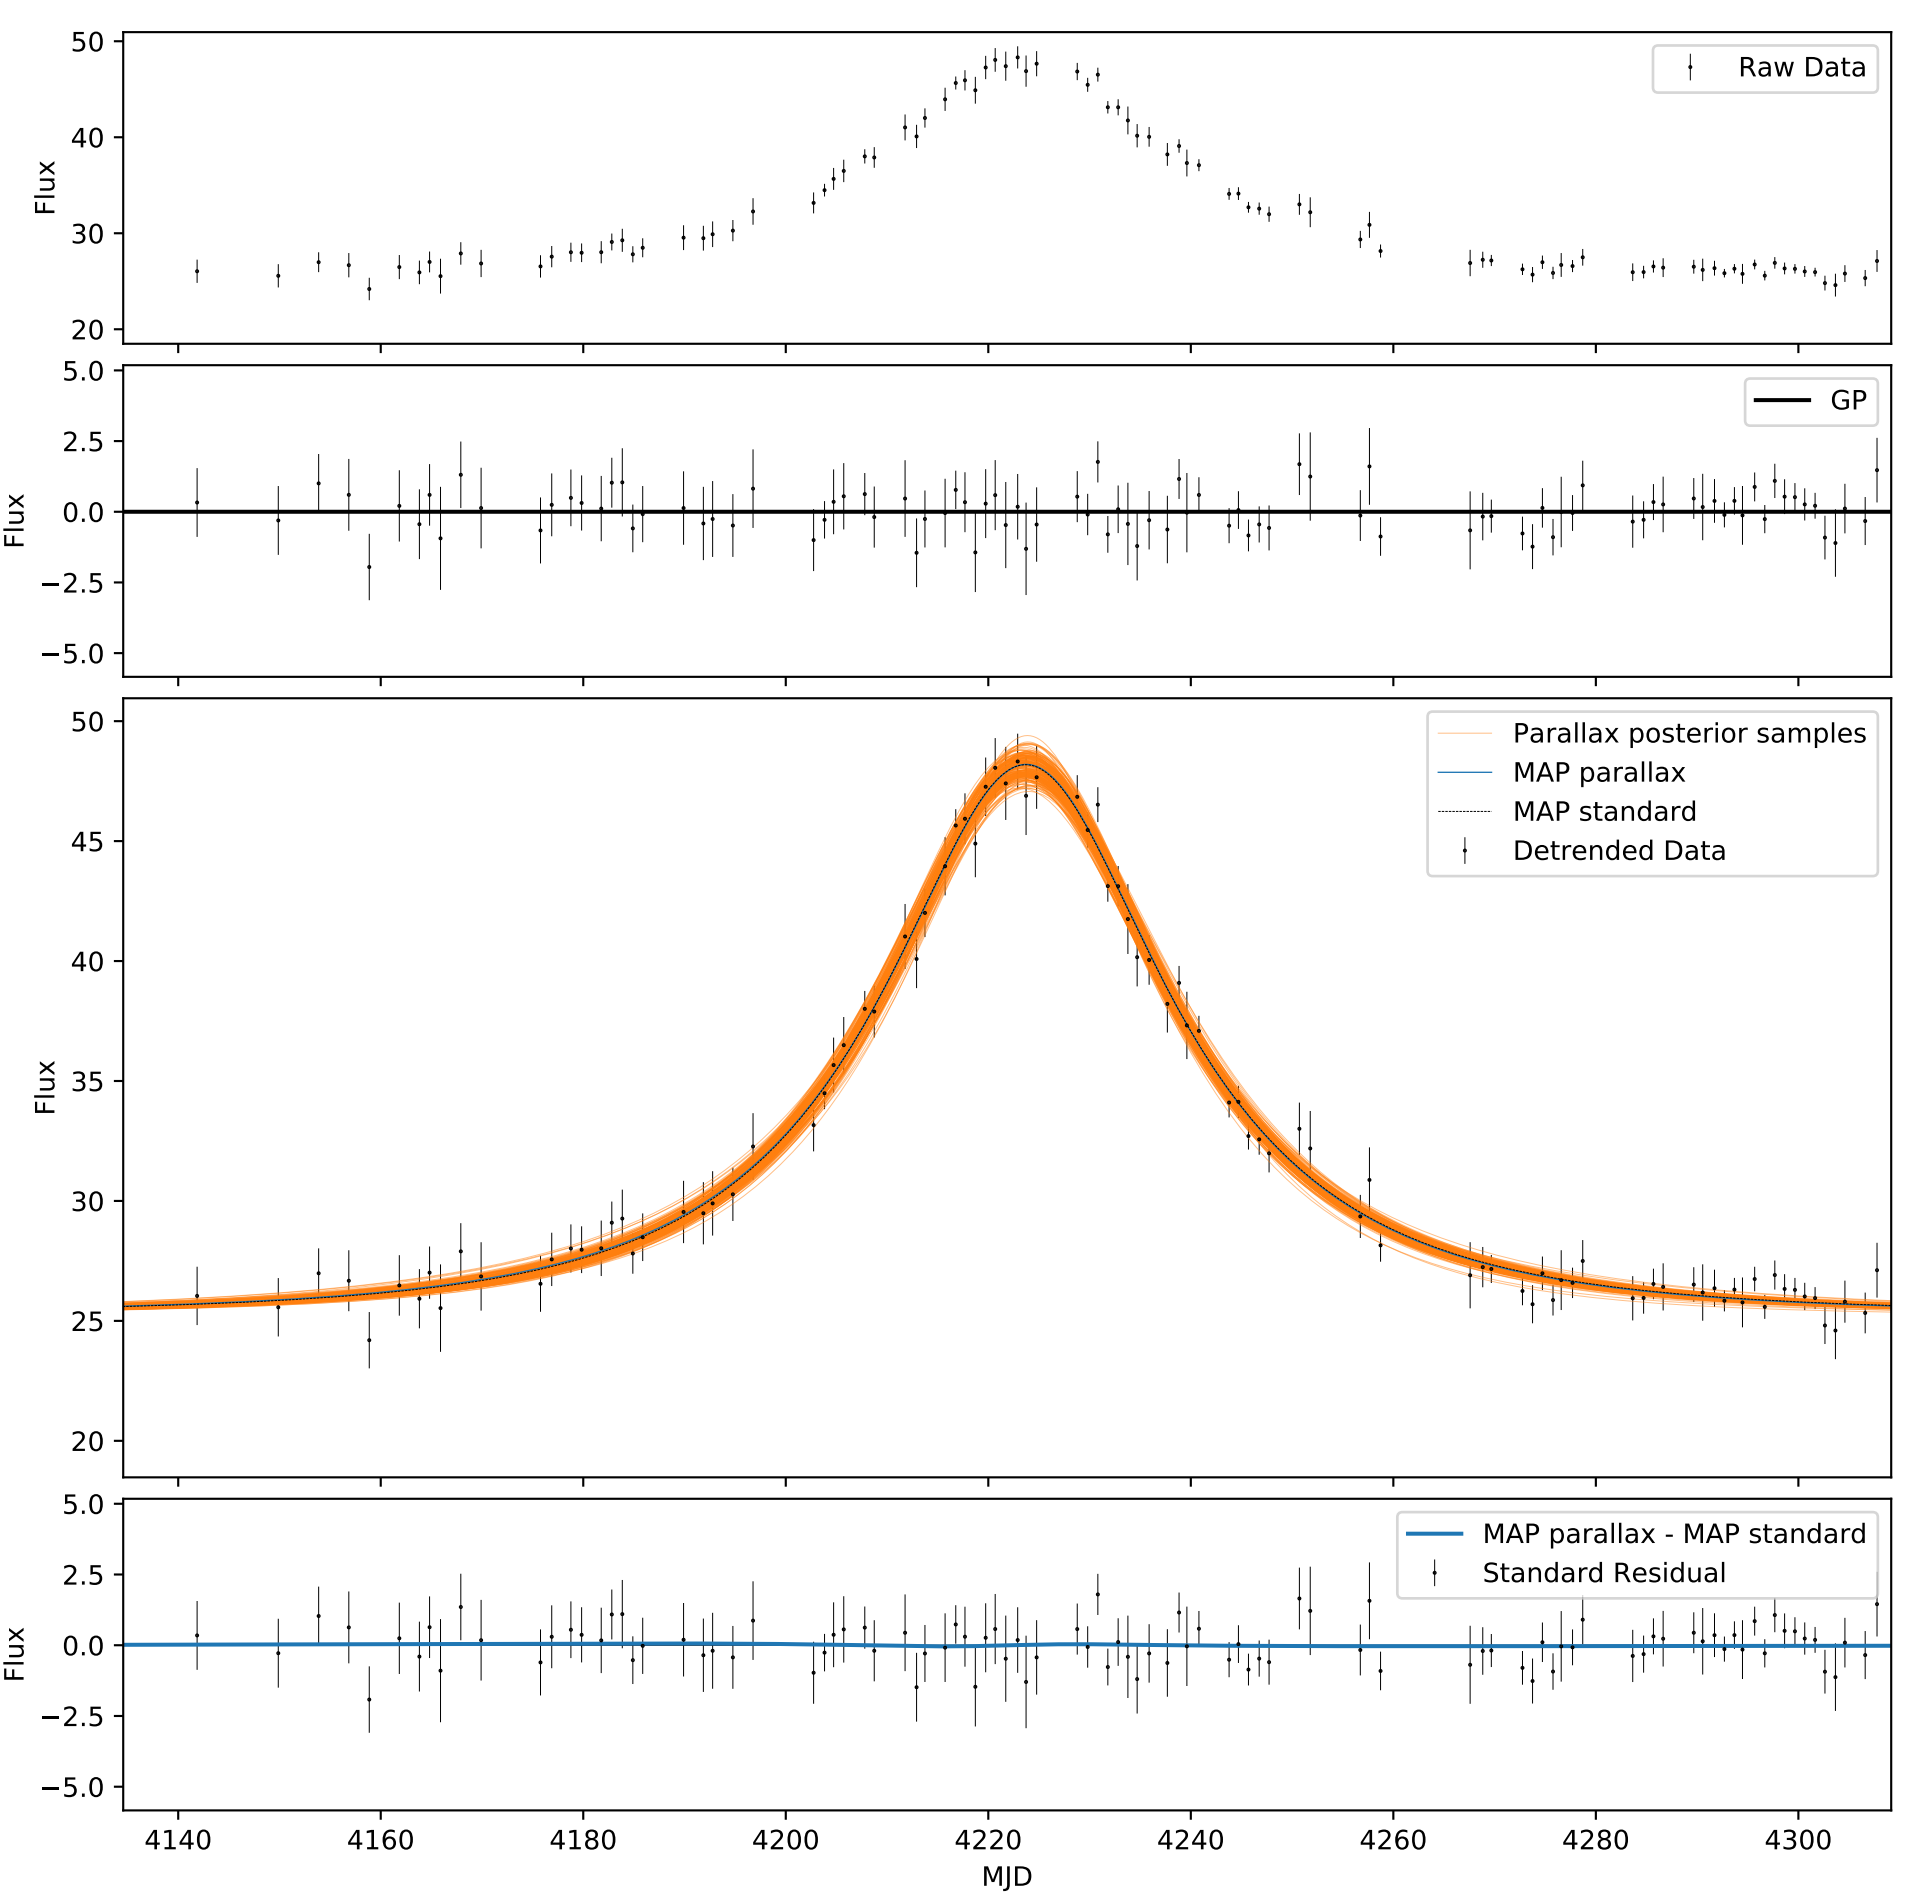 50
40
30
20
Flux
Raw Data
5.0
2.5
0.0
−2.5
−5.0
Flux
GP
50
45
40
35
30
25
20
Flux
Parallax posterior samples
MAP parallax
MAP standard
Detrended Data
5.0
2.5
0.0
−2.5
−5.0
Flux
MAP parallax - MAP standard
Standard Residual
4140 4160 4180 4200 4220 4240 4260 4280 4300
MJD